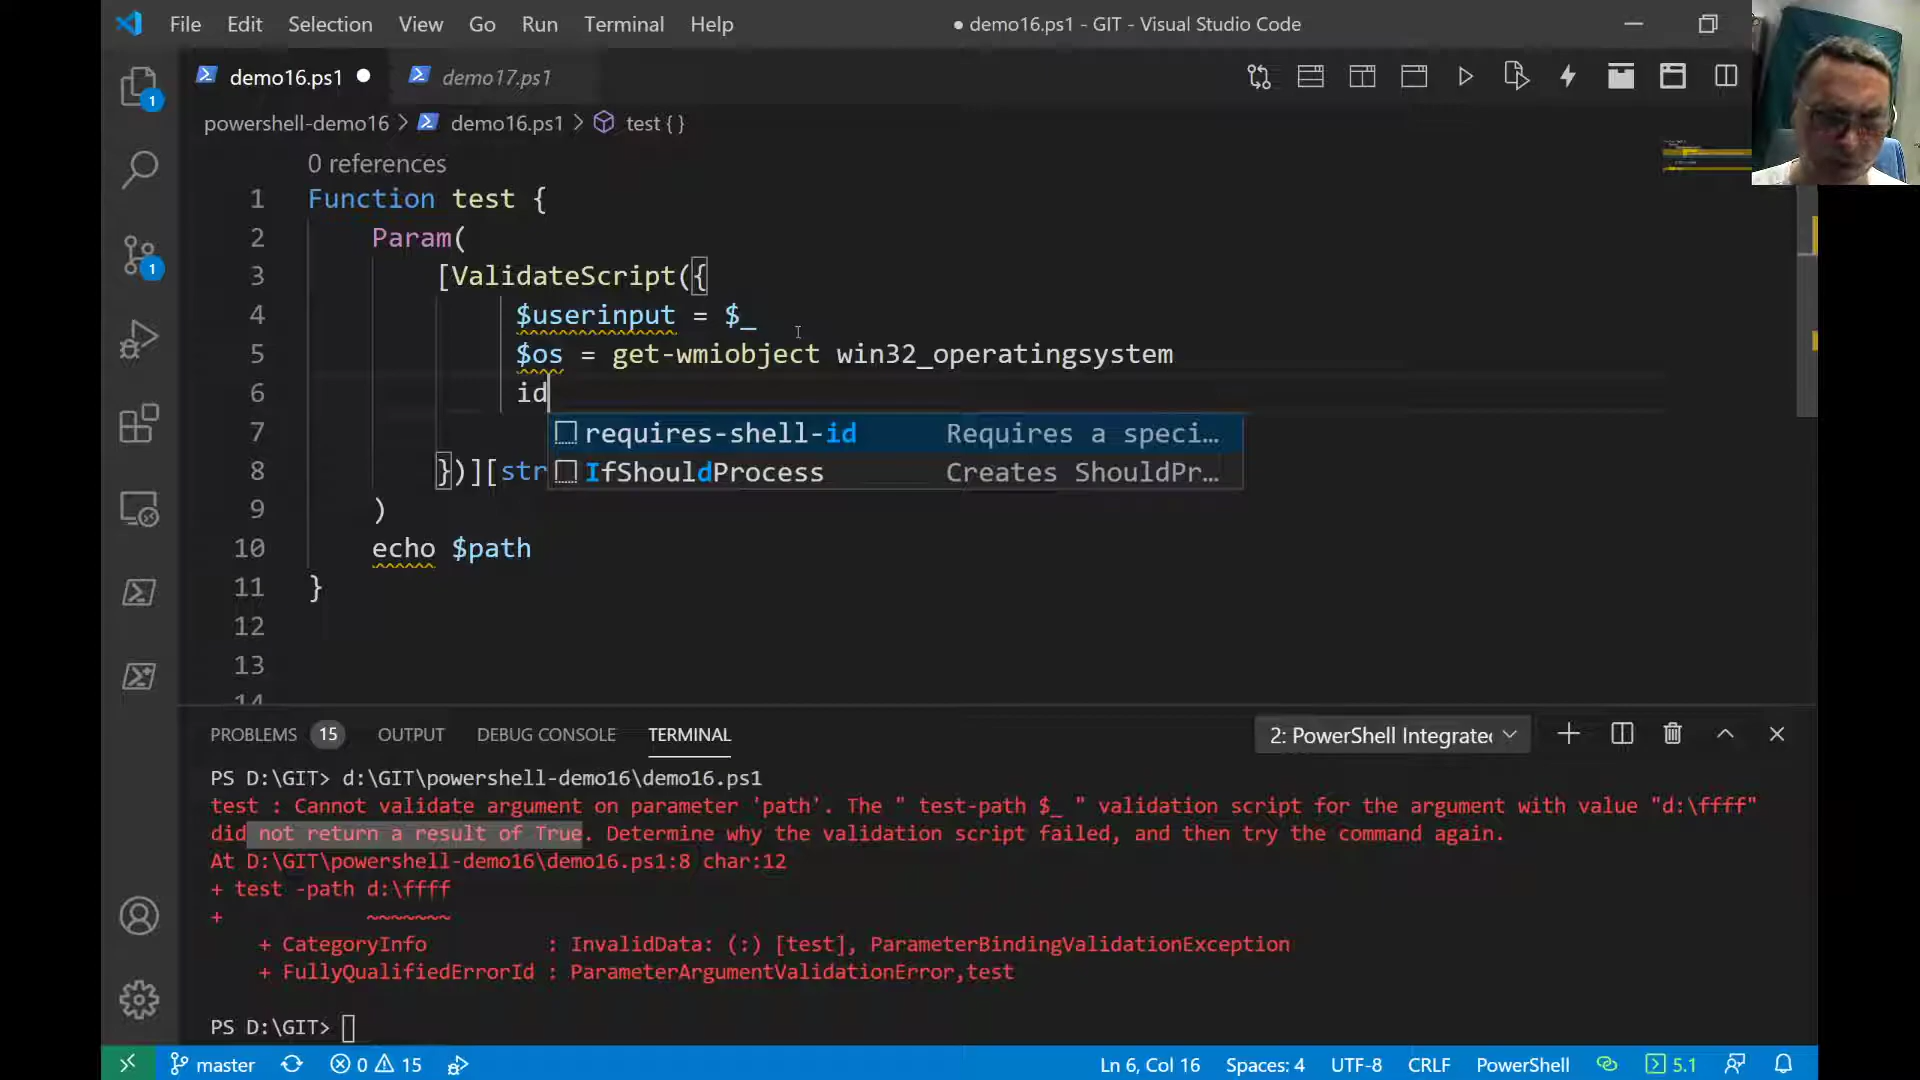 File Edit Selection View Go Run Terminal Help ● demo16.ps1 - GIT - Visual Studio Code
demo16.ps1 demo17.ps1
powershell-demo16 > demo16.ps1 > test { }
0 references
1 Function test {
2 Param(
3 [ValidateScript({
4 $userinput = $_
5 $os = get-wmiobject win32_operatingsystem
6 id
requires-shell-id Requires a speci…
IfShouldProcess Creates ShouldPr…
7
8 })][str
9 )
10 echo $path
11 }
12
13
14
PROBLEMS 15 OUTPUT DEBUG CONSOLE TERMINAL 2: PowerShell Integrated
PS D:\GIT> d:\GIT\powershell-demo16\demo16.ps1
test : Cannot validate argument on parameter 'path'. The " test-path $_ " validation script for the argument with value "d:\ffff"
did not return a result of True. Determine why the validation script failed, and then try the command again.
At D:\GIT\powershell-demo16\demo16.ps1:8 char:12
+ test -path d:\ffff
+ ~~~~~~~
+ CategoryInfo : InvalidData: (:) [test], ParameterBindingValidationException
+ FullyQualifiedErrorId : ParameterArgumentValidationError,test
PS D:\GIT>
master 0 15 Ln 6, Col 16 Spaces: 4 UTF-8 CRLF PowerShell 5.1